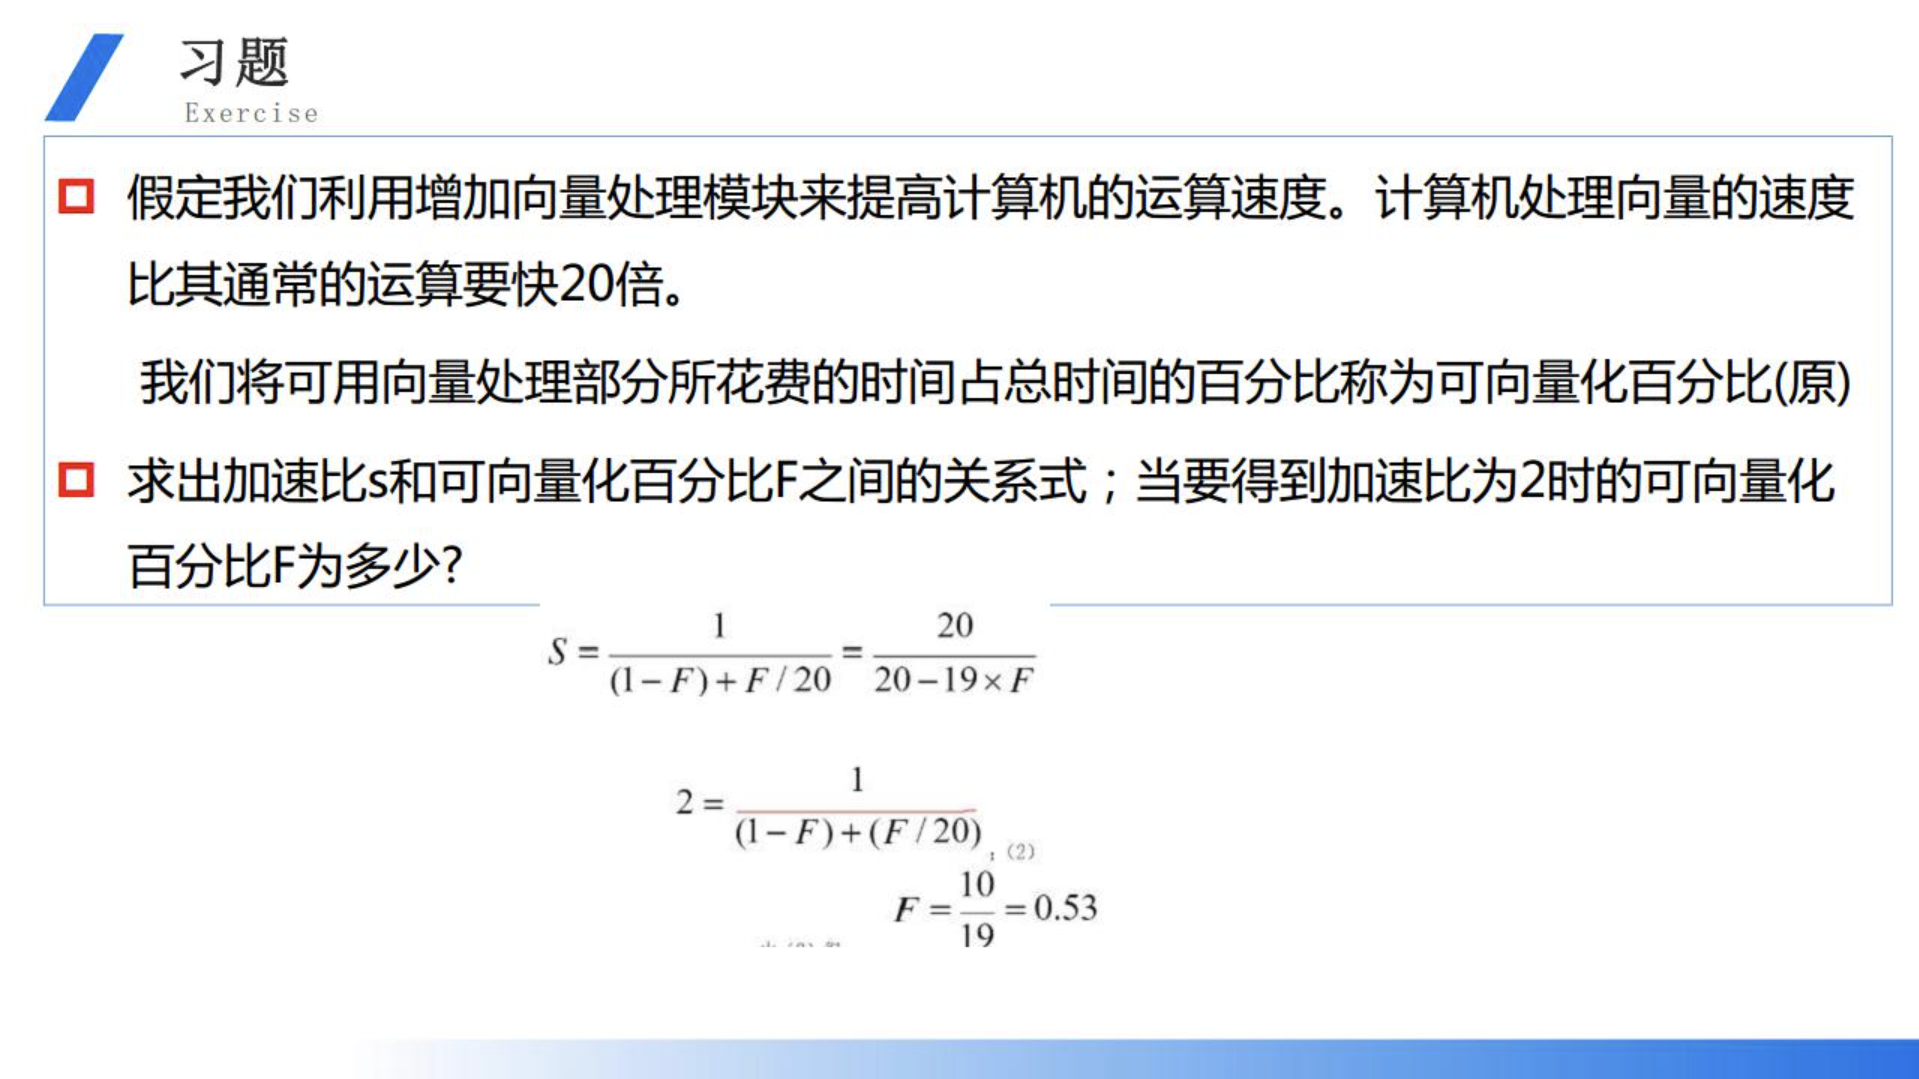 习题
Exercise
假定我们利用增加向量处理模块来提高计算机的运算速度。计算机处理向量的速度
比其通常的运算要快20倍。
我们将可用向量处理部分所花费的时间占总时间的百分比称为可向量化百分比(原)
求出加速比s和可向量化百分比F之间的关系式；当要得到加速比为2时的可向量化
百分比F为多少?
S = 1 / ((1 − F) + F / 20) = 20 / (20 − 19 × F)
2 = 1 / ((1 − F) + (F / 20)) ; (2)
F = 10 / 19 = 0.53